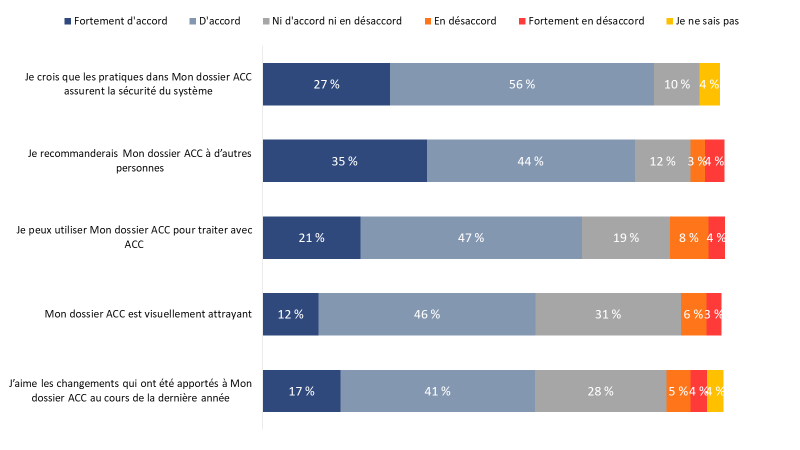 Fortement d'accord D'accord Ni d'accord ni en désaccord En désaccord Fortement en désaccord Je ne sais pas
Je crois que les pratiques dans Mon dossier ACC
assurent la sécurité du système
27 % 56 % 10 % 4 %
Je recommanderais Mon dossier ACC à d’autres
personnes
35 % 44 % 12 % 3 % 4 %
Je peux utiliser Mon dossier ACC pour traiter avec
ACC
21 % 47 % 19 % 8 % 4 %
Mon dossier ACC est visuellement attrayant
12 % 46 % 31 % 6 % 3 %
J’aime les changements qui ont été apportés à Mon
dossier ACC au cours de la dernière année
17 % 41 % 28 % 5 % 4 % 4 %